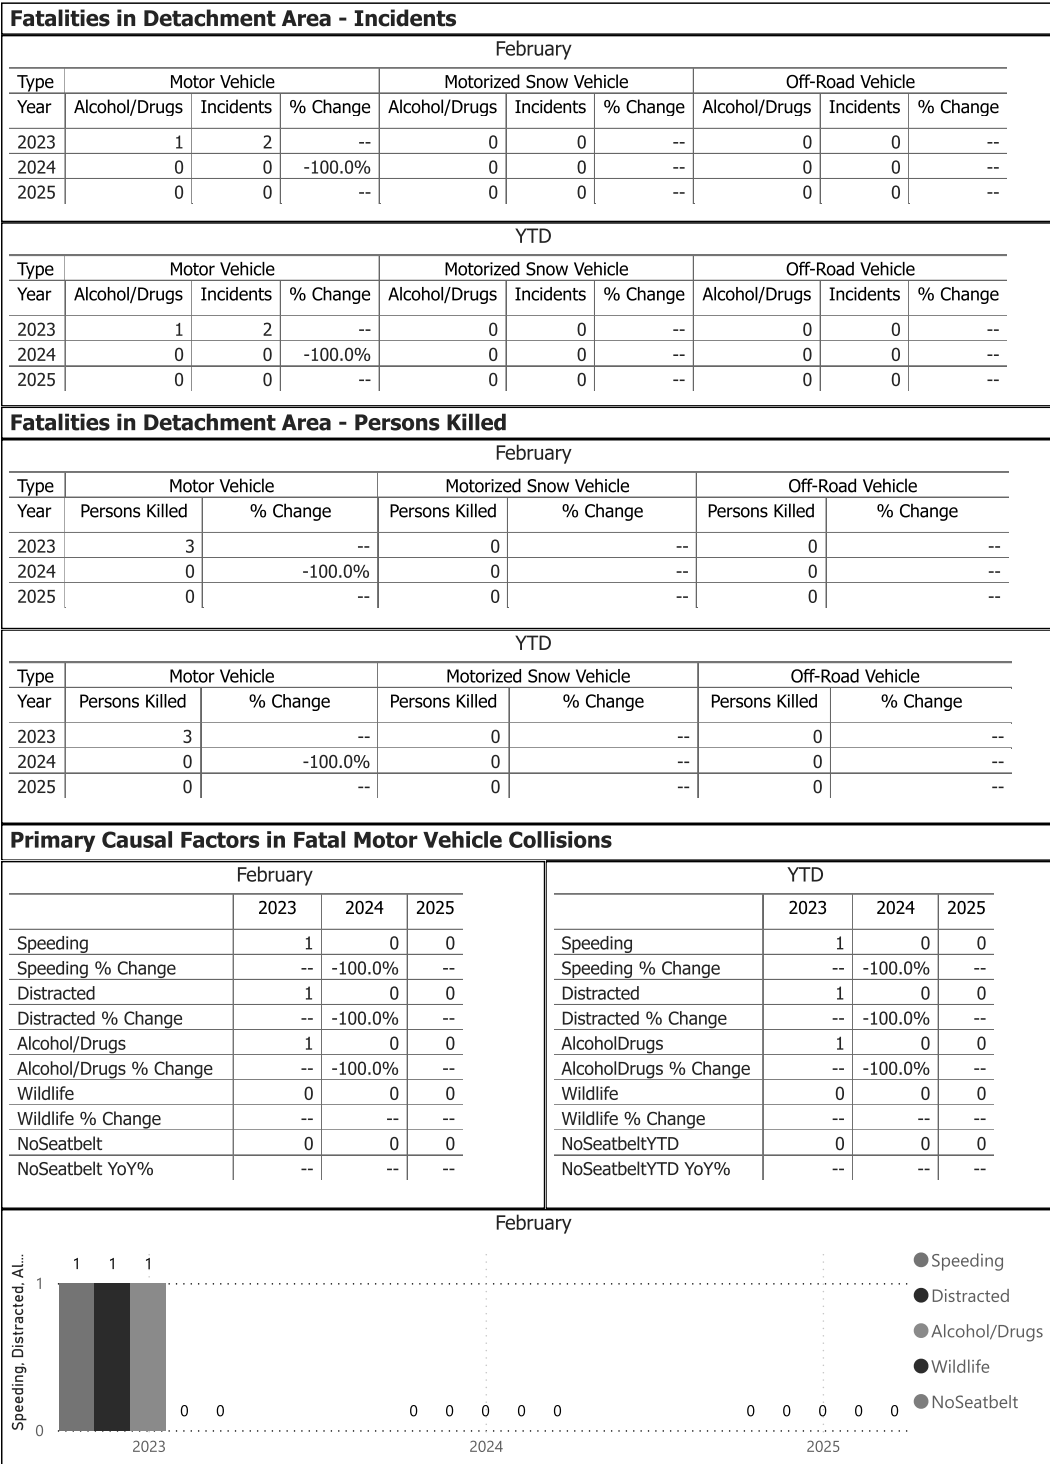 Fatalities in Detachment Area - Incidents
February
Type Motor Vehicle Motorized Snow Vehicle Off-Road Vehicle
Year Alcohol/Drugs Incidents % Change Alcohol/Drugs Incidents % Change Alcohol/Drugs Incidents % Change
2023 1 2 -- 0 0 -- 0 0 --
2024 0 0 -100.0% 0 0 -- 0 0 --
2025 0 0 -- 0 0 -- 0 0 --
YTD
Type Motor Vehicle Motorized Snow Vehicle Off-Road Vehicle
Year Alcohol/Drugs Incidents % Change Alcohol/Drugs Incidents % Change Alcohol/Drugs Incidents % Change
2023 1 2 -- 0 0 -- 0 0 --
2024 0 0 -100.0% 0 0 -- 0 0 --
2025 0 0 -- 0 0 -- 0 0 --
Fatalities in Detachment Area - Persons Killed
February
Type Motor Vehicle Motorized Snow Vehicle Off-Road Vehicle
Year Persons Killed % Change Persons Killed % Change Persons Killed % Change
2023 3 -- 0 -- 0 --
2024 0 -100.0% 0 -- 0 --
2025 0 -- 0 -- 0 --
YTD
Type Motor Vehicle Motorized Snow Vehicle Off-Road Vehicle
Year Persons Killed % Change Persons Killed % Change Persons Killed % Change
2023 3 -- 0 -- 0 --
2024 0 -100.0% 0 -- 0 --
2025 0 -- 0 -- 0 --
Primary Causal Factors in Fatal Motor Vehicle Collisions
February
2023 2024 2025
Speeding 1 0 0
Speeding % Change -- -100.0% --
Distracted 1 0 0
Distracted % Change -- -100.0% --
Alcohol/Drugs 1 0 0
Alcohol/Drugs % Change -- -100.0% --
Wildlife 0 0 0
Wildlife % Change -- -- --
NoSeatbelt 0 0 0
NoSeatbelt YoY% -- -- --
YTD
2023 2024 2025
Speeding 1 0 0
Speeding % Change -- -100.0% --
Distracted 1 0 0
Distracted % Change -- -100.0% --
AlcoholDrugs 1 0 0
AlcoholDrugs % Change -- -100.0% --
Wildlife 0 0 0
Wildlife % Change -- -- --
NoSeatbeltYTD 0 0 0
NoSeatbeltYTD YoY% -- -- --
February
Speeding, Distracted, Al...
1
0
1 1 1 0 0
0 0 0 0 0
0 0 0 0 0
2023 2024 2025
Speeding
Distracted
Alcohol/Drugs
Wildlife
NoSeatbelt